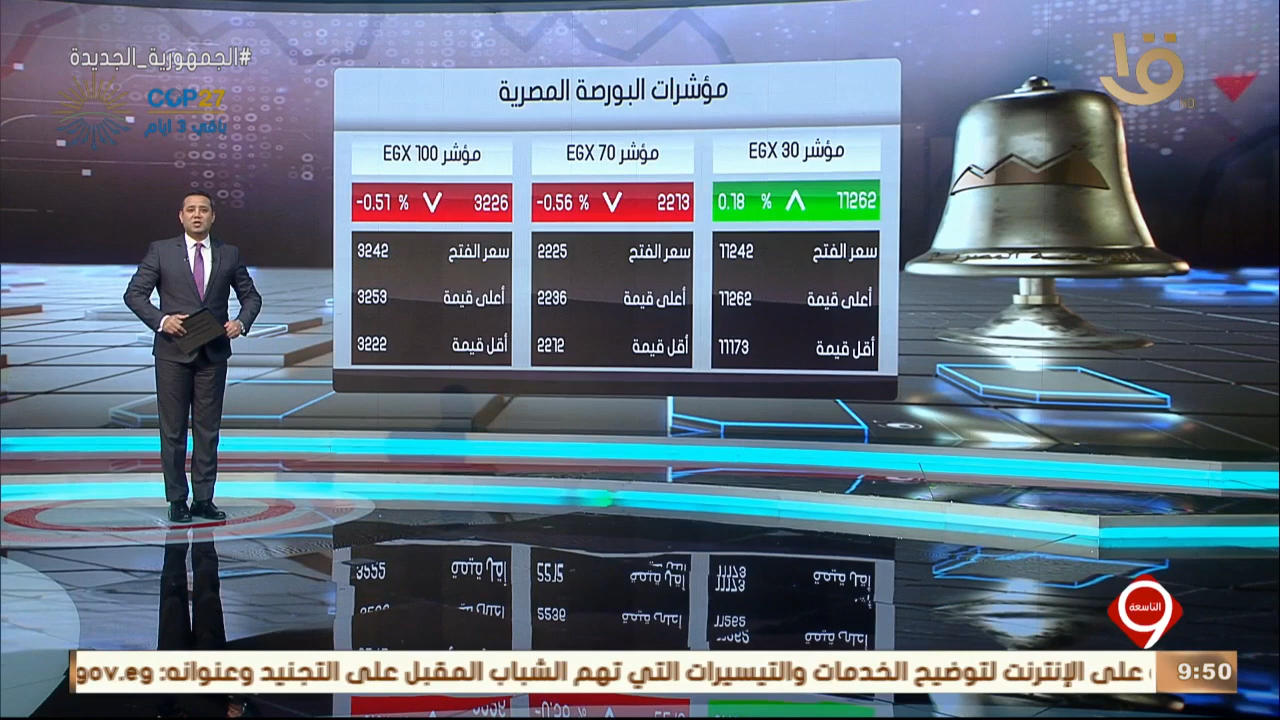 #الجمهورية_الجديدة
COP27
باقي 3 أيام
HD
مؤشرات البورصة المصرية
مؤشر EGX 30
11262 % 0.18
سعر الفتح 11242
أعلى قيمة 11262
أقل قيمة 11173
مؤشر EGX 70
2213 % -0.56
سعر الفتح 2225
أعلى قيمة 2236
أقل قيمة 2212
مؤشر EGX 100
3226 % -0.51
سعر الفتح 3242
أعلى قيمة 3253
أقل قيمة 3222
التاسعة
9
9:50
على الإنترنت لتوضيح الخدمات والتيسيرات التي تهم الشباب المقبل على التجنيد وعنوانه: gov.eg